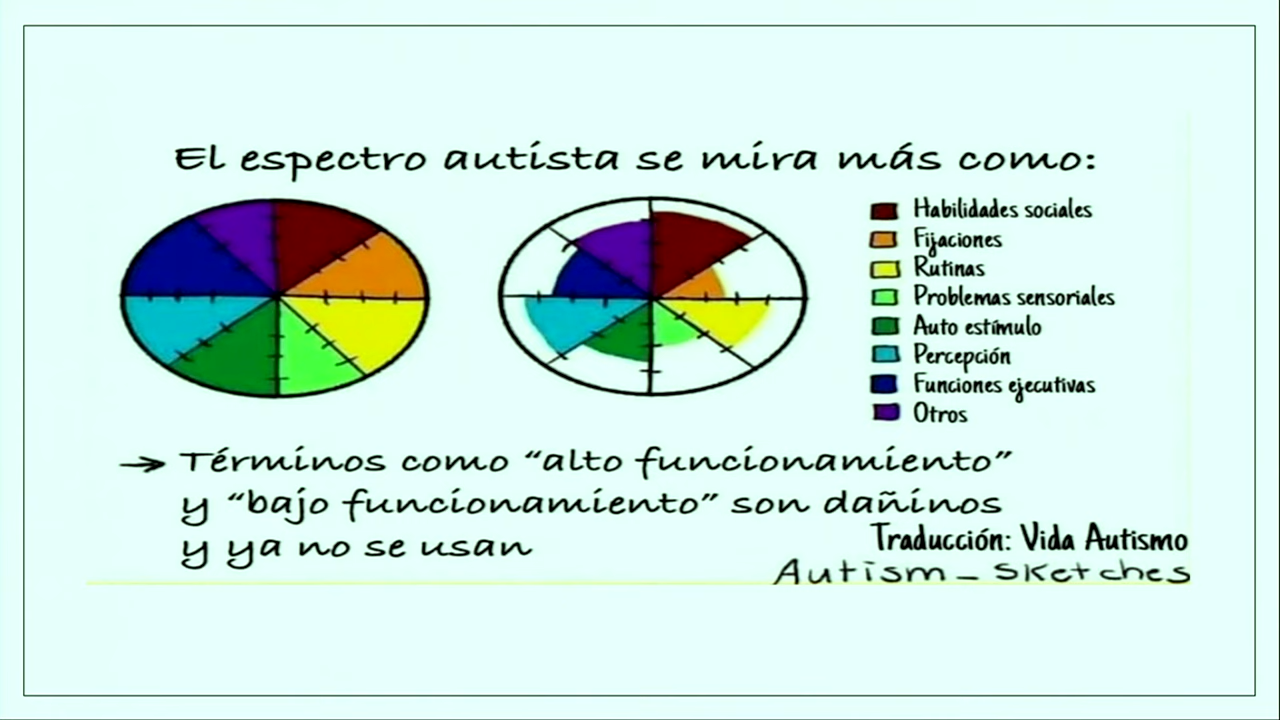 El espectro autista se mira más como:
Habilidades sociales
Fijaciones
Rutinas
Problemas sensoriales
Auto estímulo
Percepción
Funciones ejecutivas
Otros
→ Términos como “alto funcionamiento”
y “bajo funcionamiento” son dañinos
y ya no se usan
Traducción: Vida Autismo
Autism_Sketches